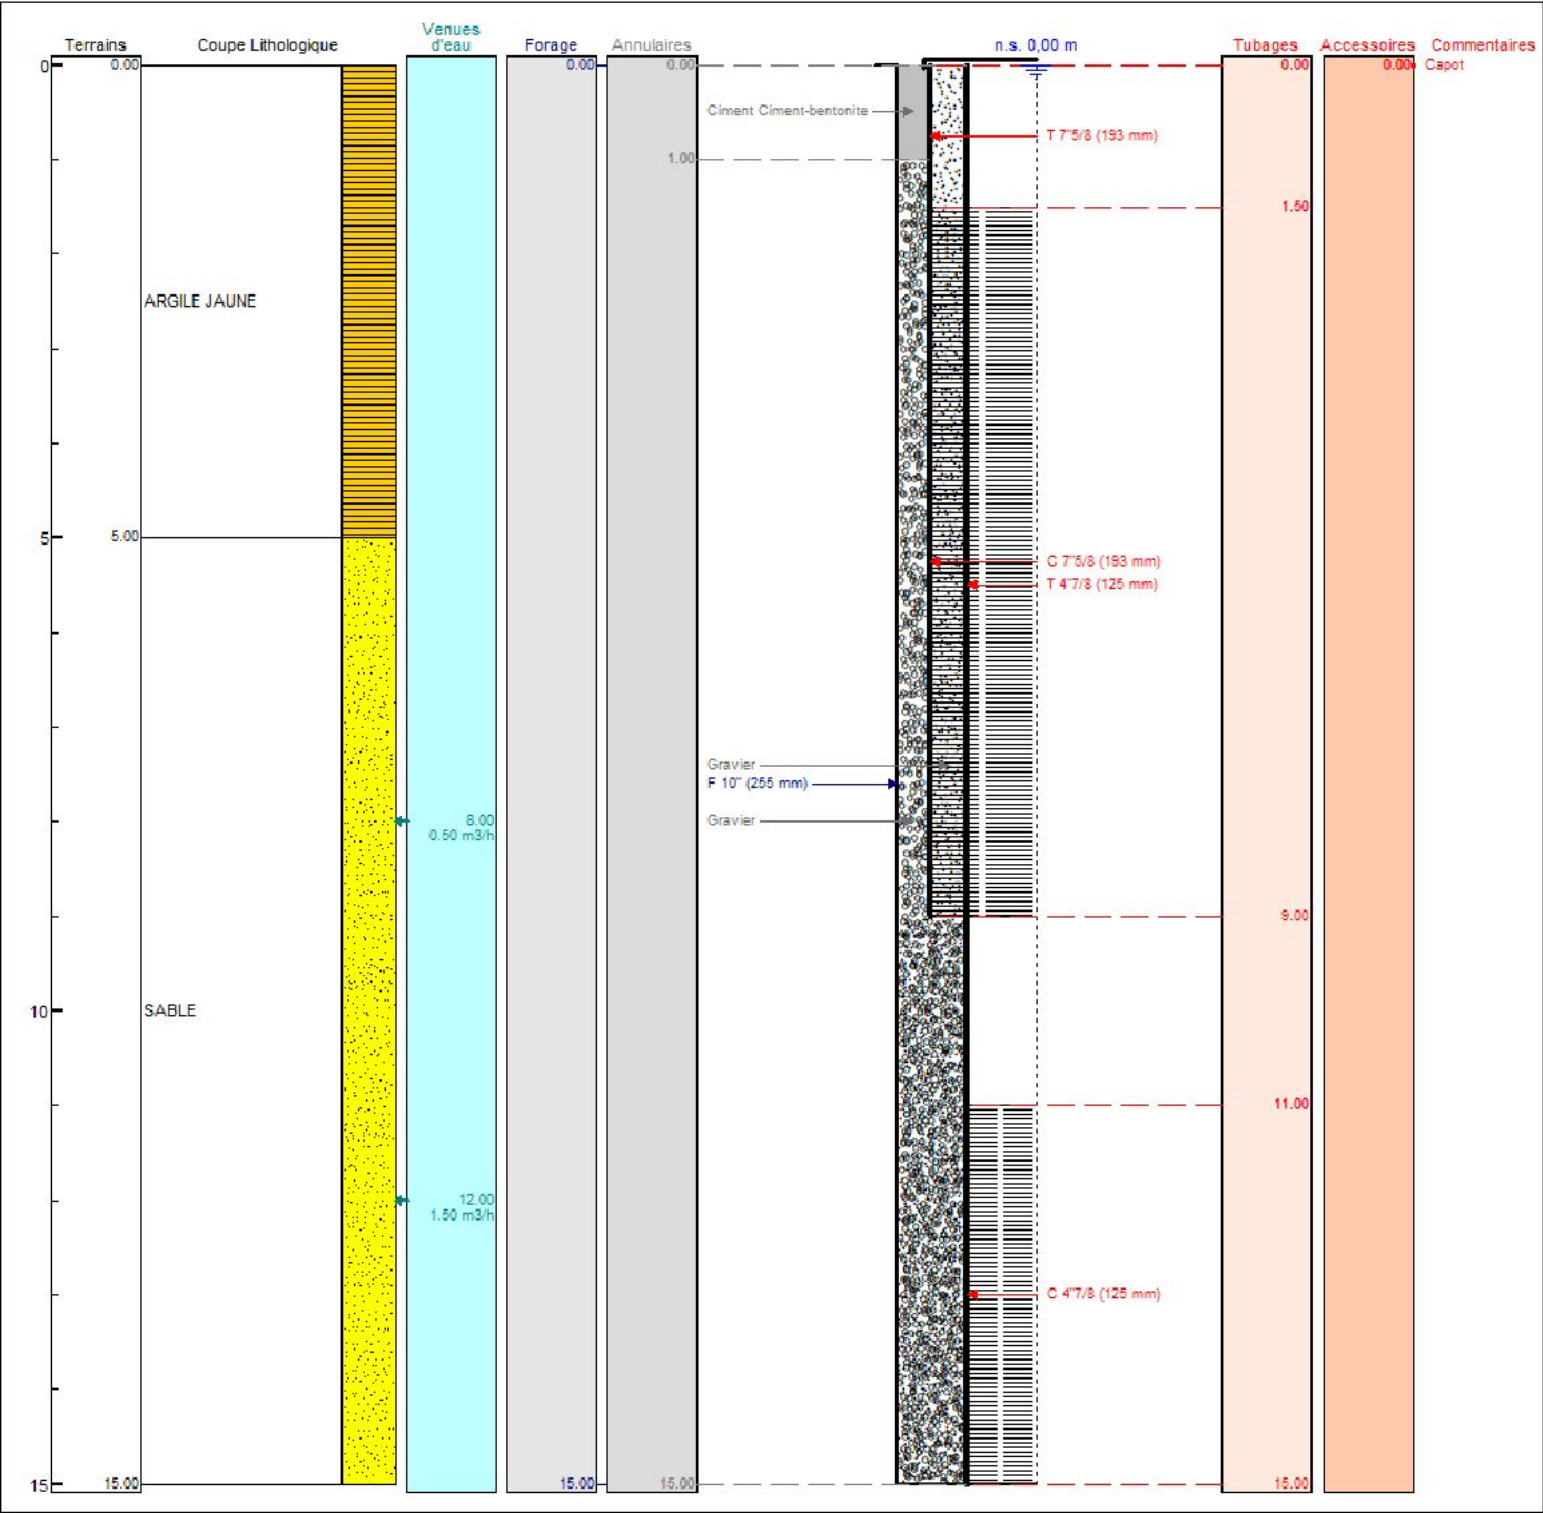 Terrains
Coupe Lithologique
Venues
d'eau
Forage
Annulaires
n.s. 0,00 m
Tubages
Accessoires
Commentaires
0
0.00
0.00
0.00
0.00
0.00
Capot
Ciment Ciment-bentonite
T 7"5/8 (193 mm)
1.00
1.50
ARGILE JAUNE
5
5.00
C 7"5/8 (193 mm)
T 4"7/8 (125 mm)
Gravier
F 10" (255 mm)
8.00
0.50 m3/h
Gravier
9.00
10
SABLE
11.00
12.00
1.50 m3/h
C 4"7/8 (125 mm)
15
15.00
15.00
15.00
15.00